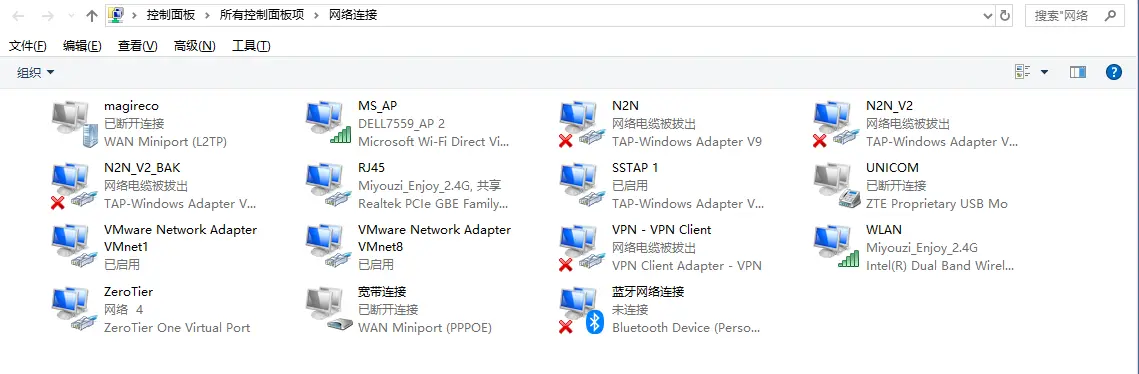 控制面板 › 所有控制面板项 › 网络连接
搜索"网络
文件(F) 编辑(E) 查看(V) 高级(N) 工具(T)
组织
magireco
已断开连接
WAN Miniport (L2TP)
MS_AP
DELL7559_AP 2
Microsoft Wi-Fi Direct Vi...
N2N
网络电缆被拔出
TAP-Windows Adapter V9
N2N_V2
网络电缆被拔出
TAP-Windows Adapter V...
N2N_V2_BAK
网络电缆被拔出
TAP-Windows Adapter V...
RJ45
Miyouzi_Enjoy_2.4G, 共享
Realtek PCIe GBE Family...
SSTAP 1
已启用
TAP-Windows Adapter V...
UNICOM
已断开连接
ZTE Proprietary USB Mo
VMware Network Adapter
VMnet1
已启用
VMware Network Adapter
VMnet8
已启用
VPN - VPN Client
网络电缆被拔出
VPN Client Adapter - VPN
WLAN
Miyouzi_Enjoy_2.4G
Intel(R) Dual Band Wirel...
ZeroTier
网络 4
ZeroTier One Virtual Port
宽带连接
已断开连接
WAN Miniport (PPPOE)
蓝牙网络连接
未连接
Bluetooth Device (Perso...